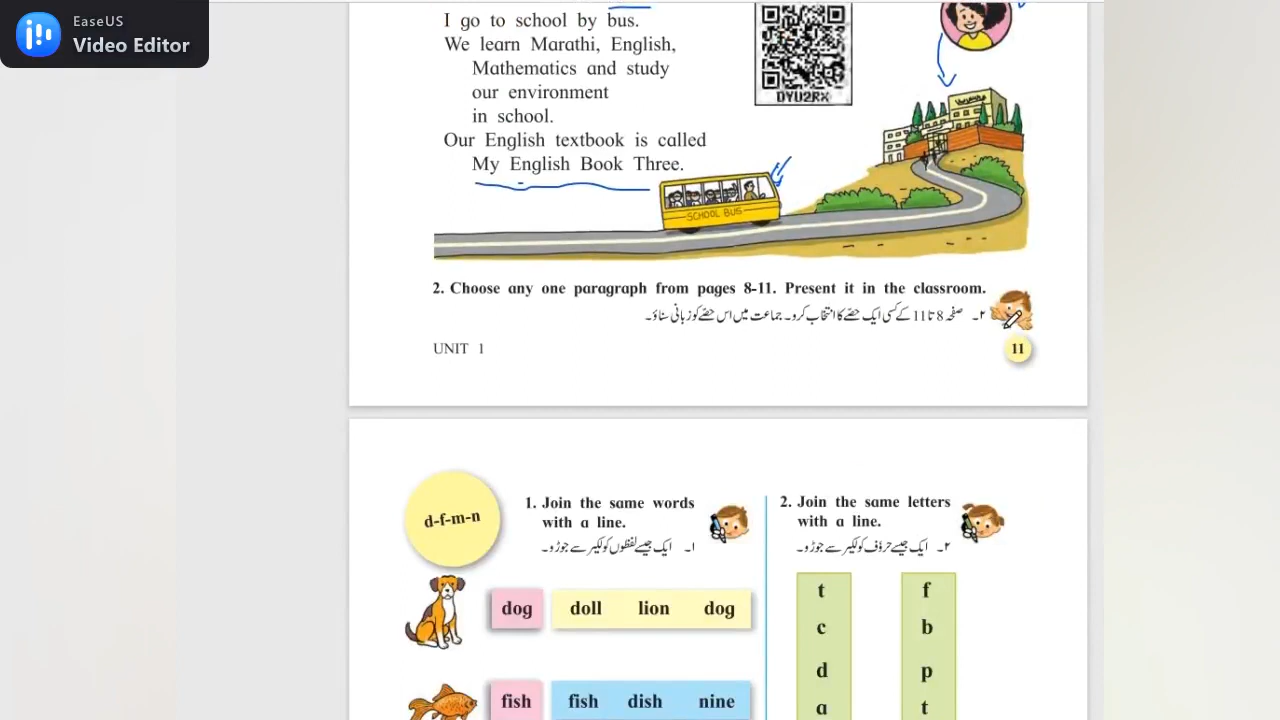 EaseUS
Video Editor
I go to school by bus.
We learn Marathi, English,
Mathematics and study
our environment
in school.
Our English textbook is called
My English Book Three.
DYU2RX
SCHOOL BUS
2. Choose any one paragraph from pages 8-11. Present it in the classroom.
۲۔ صفحہ 8 تا 11 کے کسی ایک حصّے کا انتخاب کرو۔ جماعت میں اس حصّے کو زبانی سناؤ۔
UNIT 1
11
d-f-m-n
1. Join the same words
with a line.
۱۔ ایک جیسے لفظوں کو لکیر سے جوڑو۔
dog doll lion dog
fish fish dish nine
2. Join the same letters
with a line.
۲۔ ایک جیسے حروف کو لکیر سے جوڑو۔
t f
c b
d p
a t